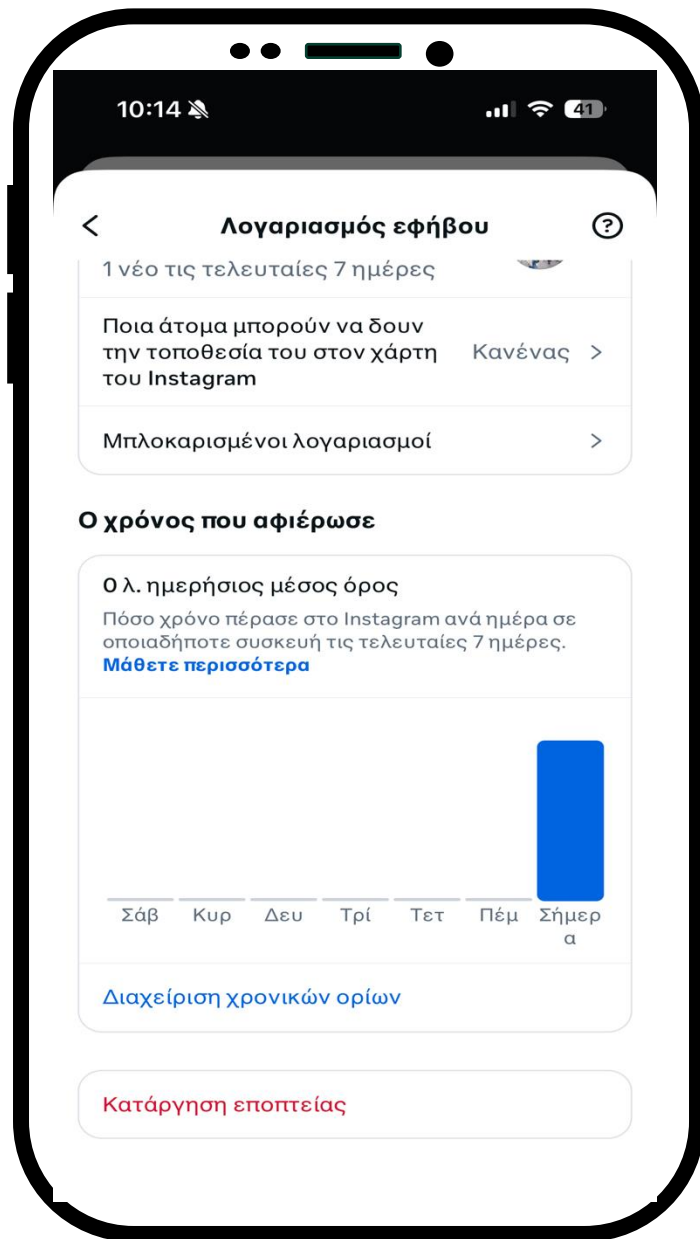 10:14
41
Λογαριασμός εφήβου
1 νέο τις τελευταίες 7 ημέρες
Ποια άτομα μπορούν να δουν
την τοποθεσία του στον χάρτη
του Instagram
Κανένας
Μπλοκαρισμένοι λογαριασμοί
Ο χρόνος που αφιέρωσε
0 λ. ημερήσιος μέσος όρος
Πόσο χρόνο πέρασε στο Instagram ανά ημέρα σε
οποιαδήποτε συσκευή τις τελευταίες 7 ημέρες.
Μάθετε περισσότερα
Σάβ Κυρ Δευ Τρί Τετ Πέμ Σήμερ
α
Διαχείριση χρονικών ορίων
Κατάργηση εποπτείας